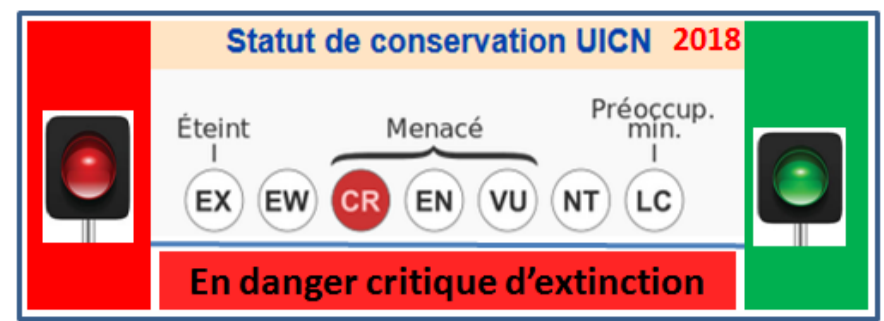 Statut de conservation UICN 2018
Éteint
Menacé
Préoccup.
min.
EX EW CR EN VU NT LC
En danger critique d'extinction